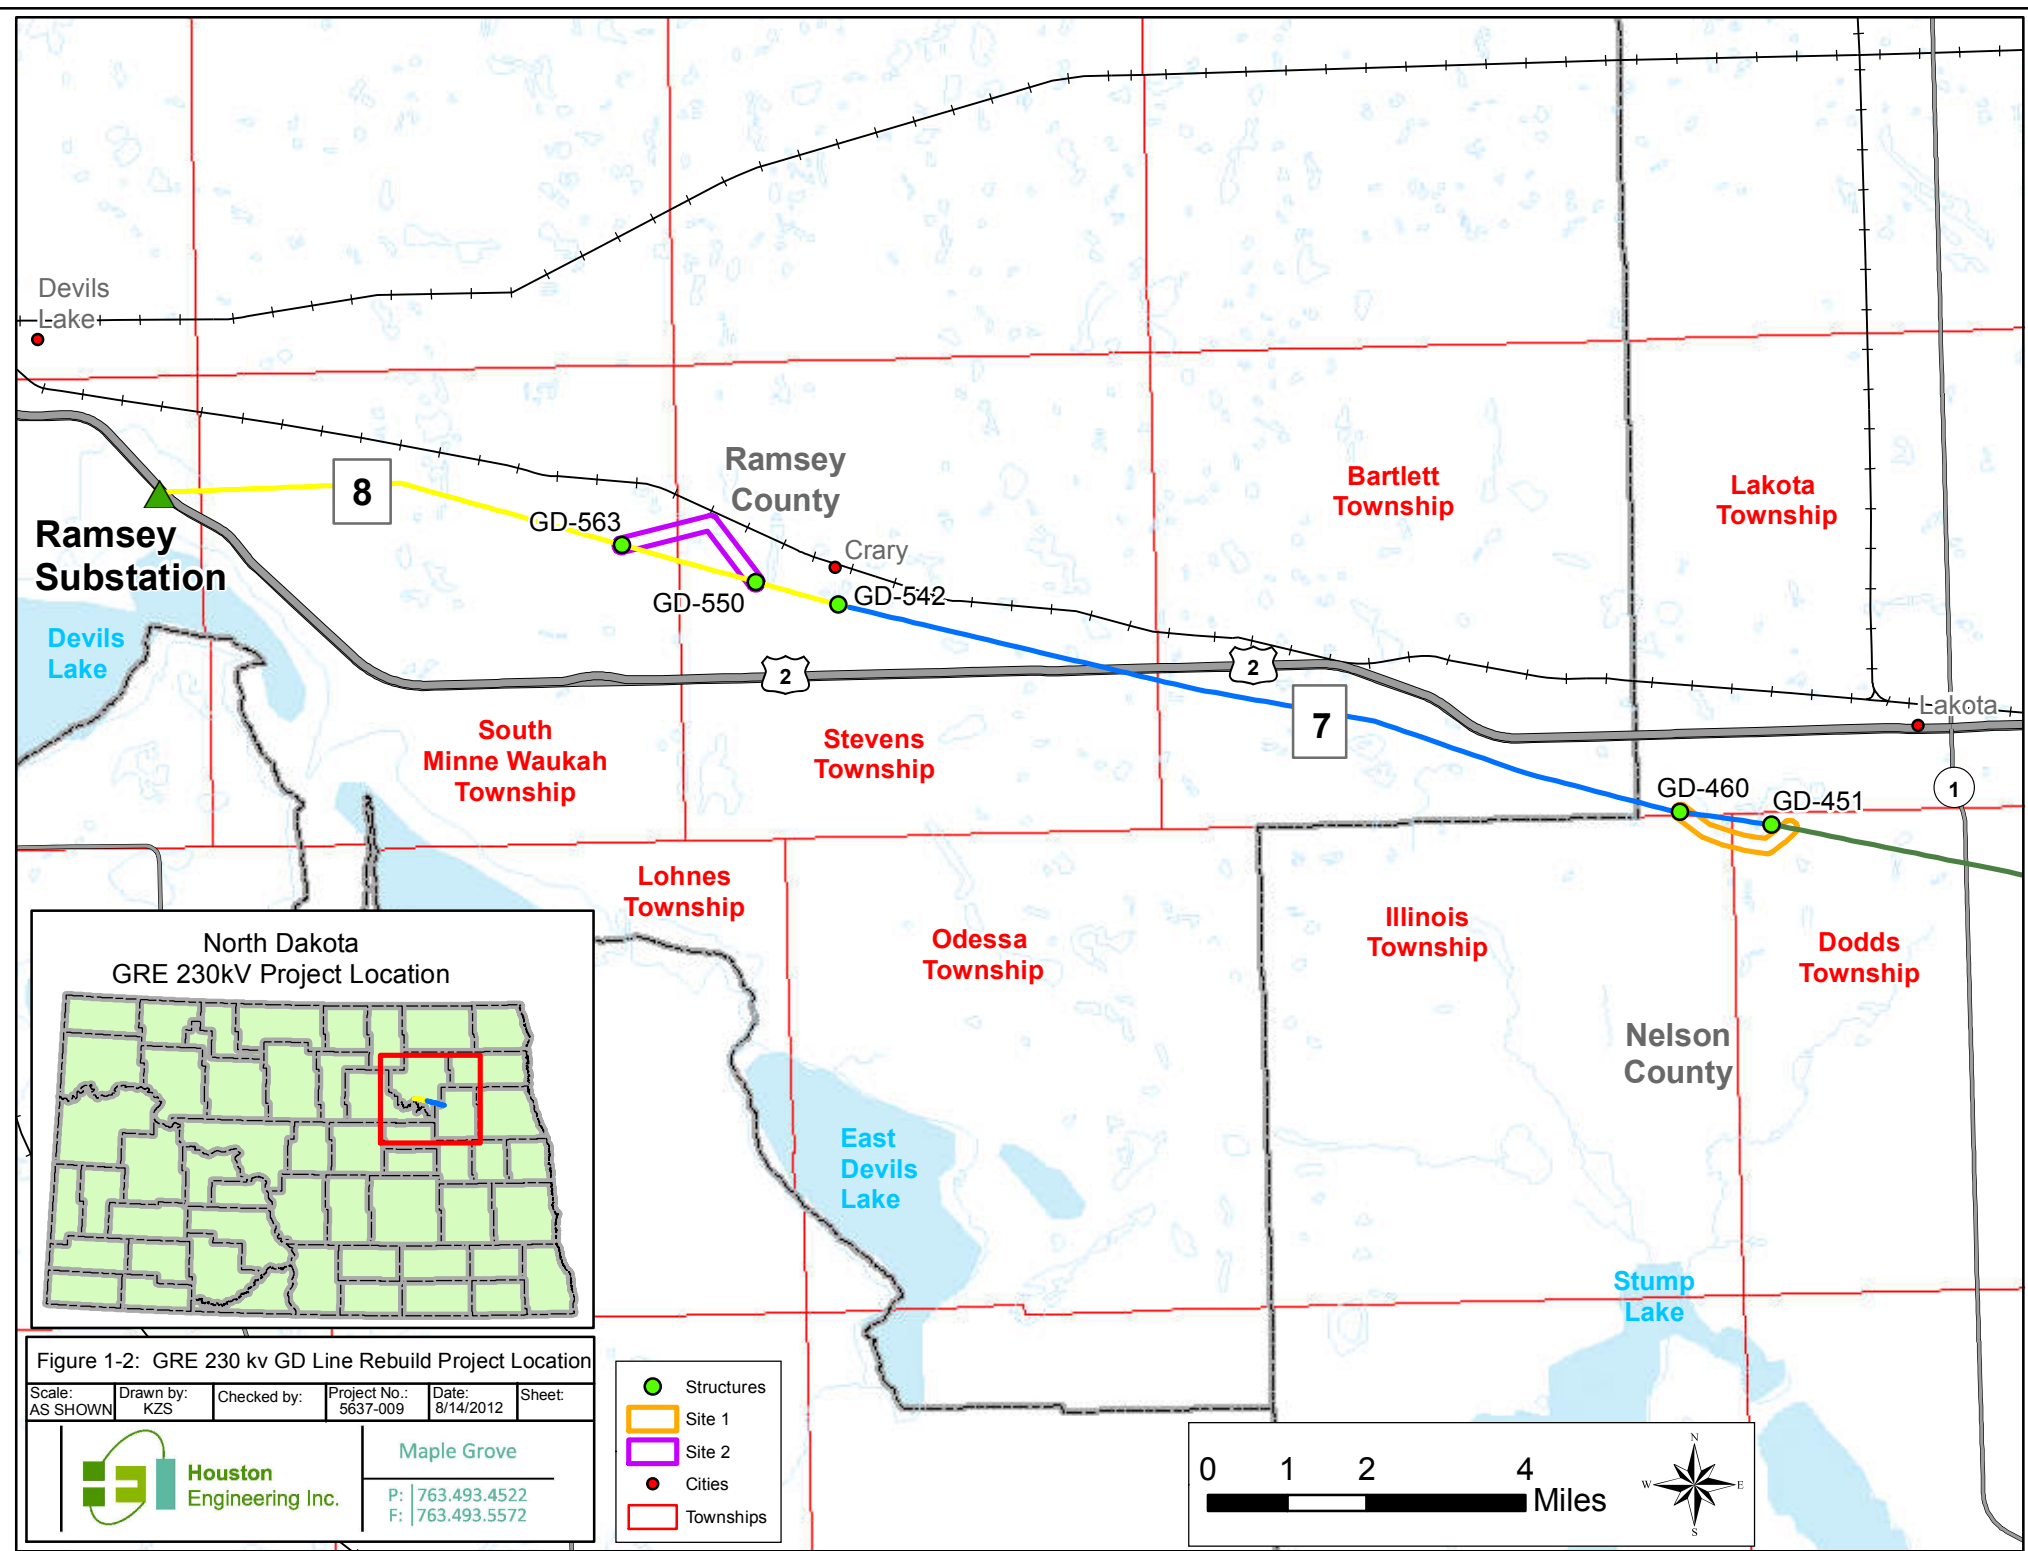 Devils
Lake
8
Ramsey
County
Bartlett
Township
Lakota
Township
GD-563
Ramsey
Substation
Crary
GD-550
GD-542
Devils
Lake
2
2
7
Lakota
South
Minne Waukah
Township
Stevens
Township
GD-460
GD-451
1
Lohnes
Township
Odessa
Township
Illinois
Township
Dodds
Township
Nelson
County
East
Devils
Lake
Stump
Lake
North Dakota
GRE 230kV Project Location
Figure 1-2: GRE 230 kv GD Line Rebuild Project Location
Scale:
AS SHOWN
Drawn by:
KZS
Checked by:
Project No.:
5637-009
Date:
8/14/2012
Sheet:
Houston
Engineering Inc.
Maple Grove
P: 763.493.4522
F: 763.493.5572
Structures
Site 1
Site 2
Cities
Townships
0 1 2 4
Miles
N
W E
S